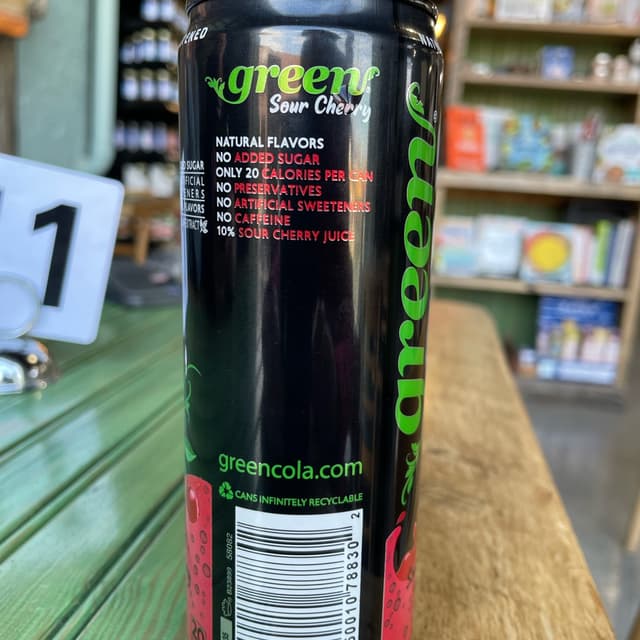 green
Sour Cherry
NATURAL FLAVORS
NO ADDED SUGAR
ONLY 20 CALORIES PER CAN
NO PRESERVATIVES
NO ARTIFICIAL SWEETENERS
NO CAFFEINE
10% SOUR CHERRY JUICE
greencola.com
CANS INFINITELY RECYCLABLE
green
1